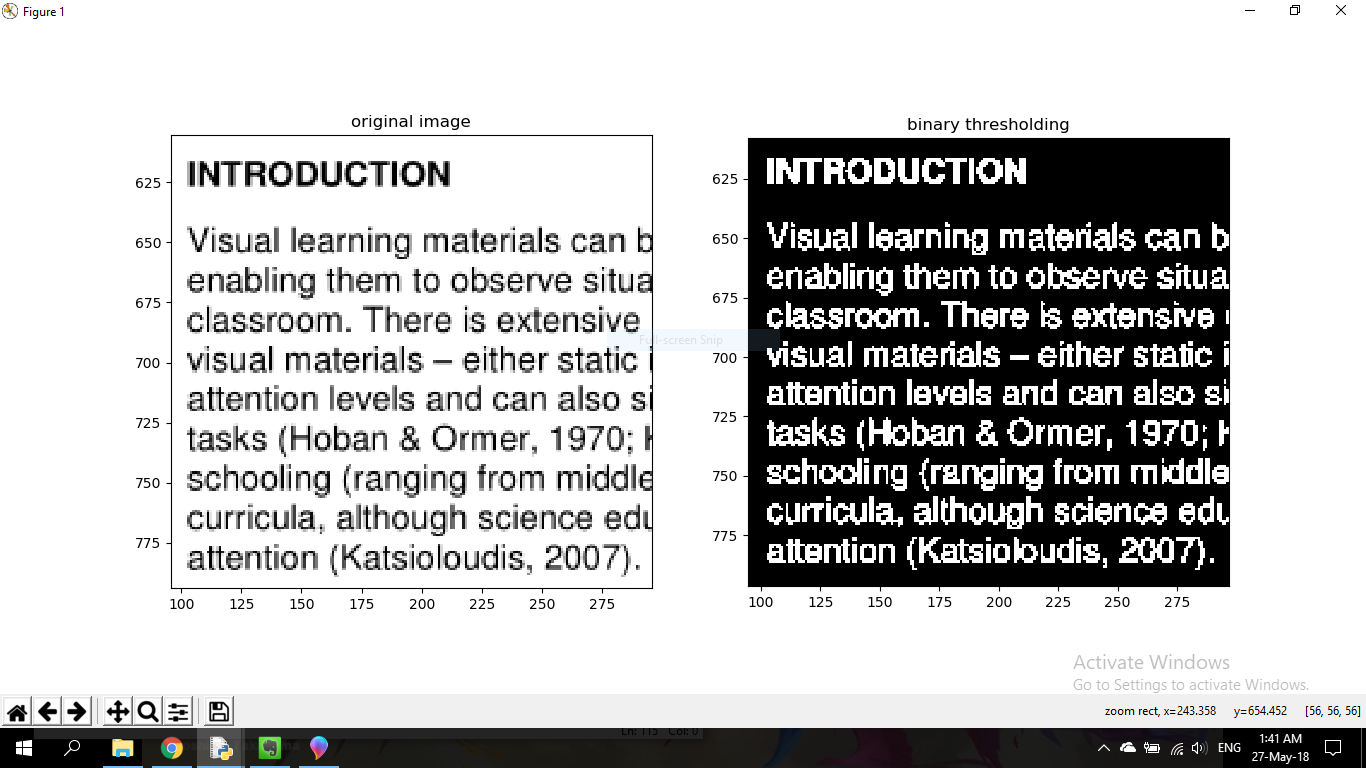 Figure 1
original image
INTRODUCTION
Visual learning materials can b
enabling them to observe situa
classroom. There is extensive
visual materials – either static i
attention levels and can also si
tasks (Hoban & Ormer, 1970; K
schooling (ranging from middle
curricula, although science edu
attention (Katsioloudis, 2007).
625
650
675
700
725
750
775
100 125 150 175 200 225 250 275
binary thresholding
INTRODUCTION
Visual learning materials can b
enabling them to observe situa
classroom. There is extensive
visual materials – either static i
attention levels and can also si
tasks (Hoban & Ormer, 1970; K
schooling (ranging from middle
curricula, although science edu
attention (Katsioloudis, 2007).
625
650
675
700
725
750
775
100 125 150 175 200 225 250 275
Full-screen Snip
Activate Windows
Go to Settings to activate Windows.
zoom rect, x=243.358 y=654.452 [56, 56, 56]
Ln: 115 Col: 0
ENG
1:41 AM
27-May-18